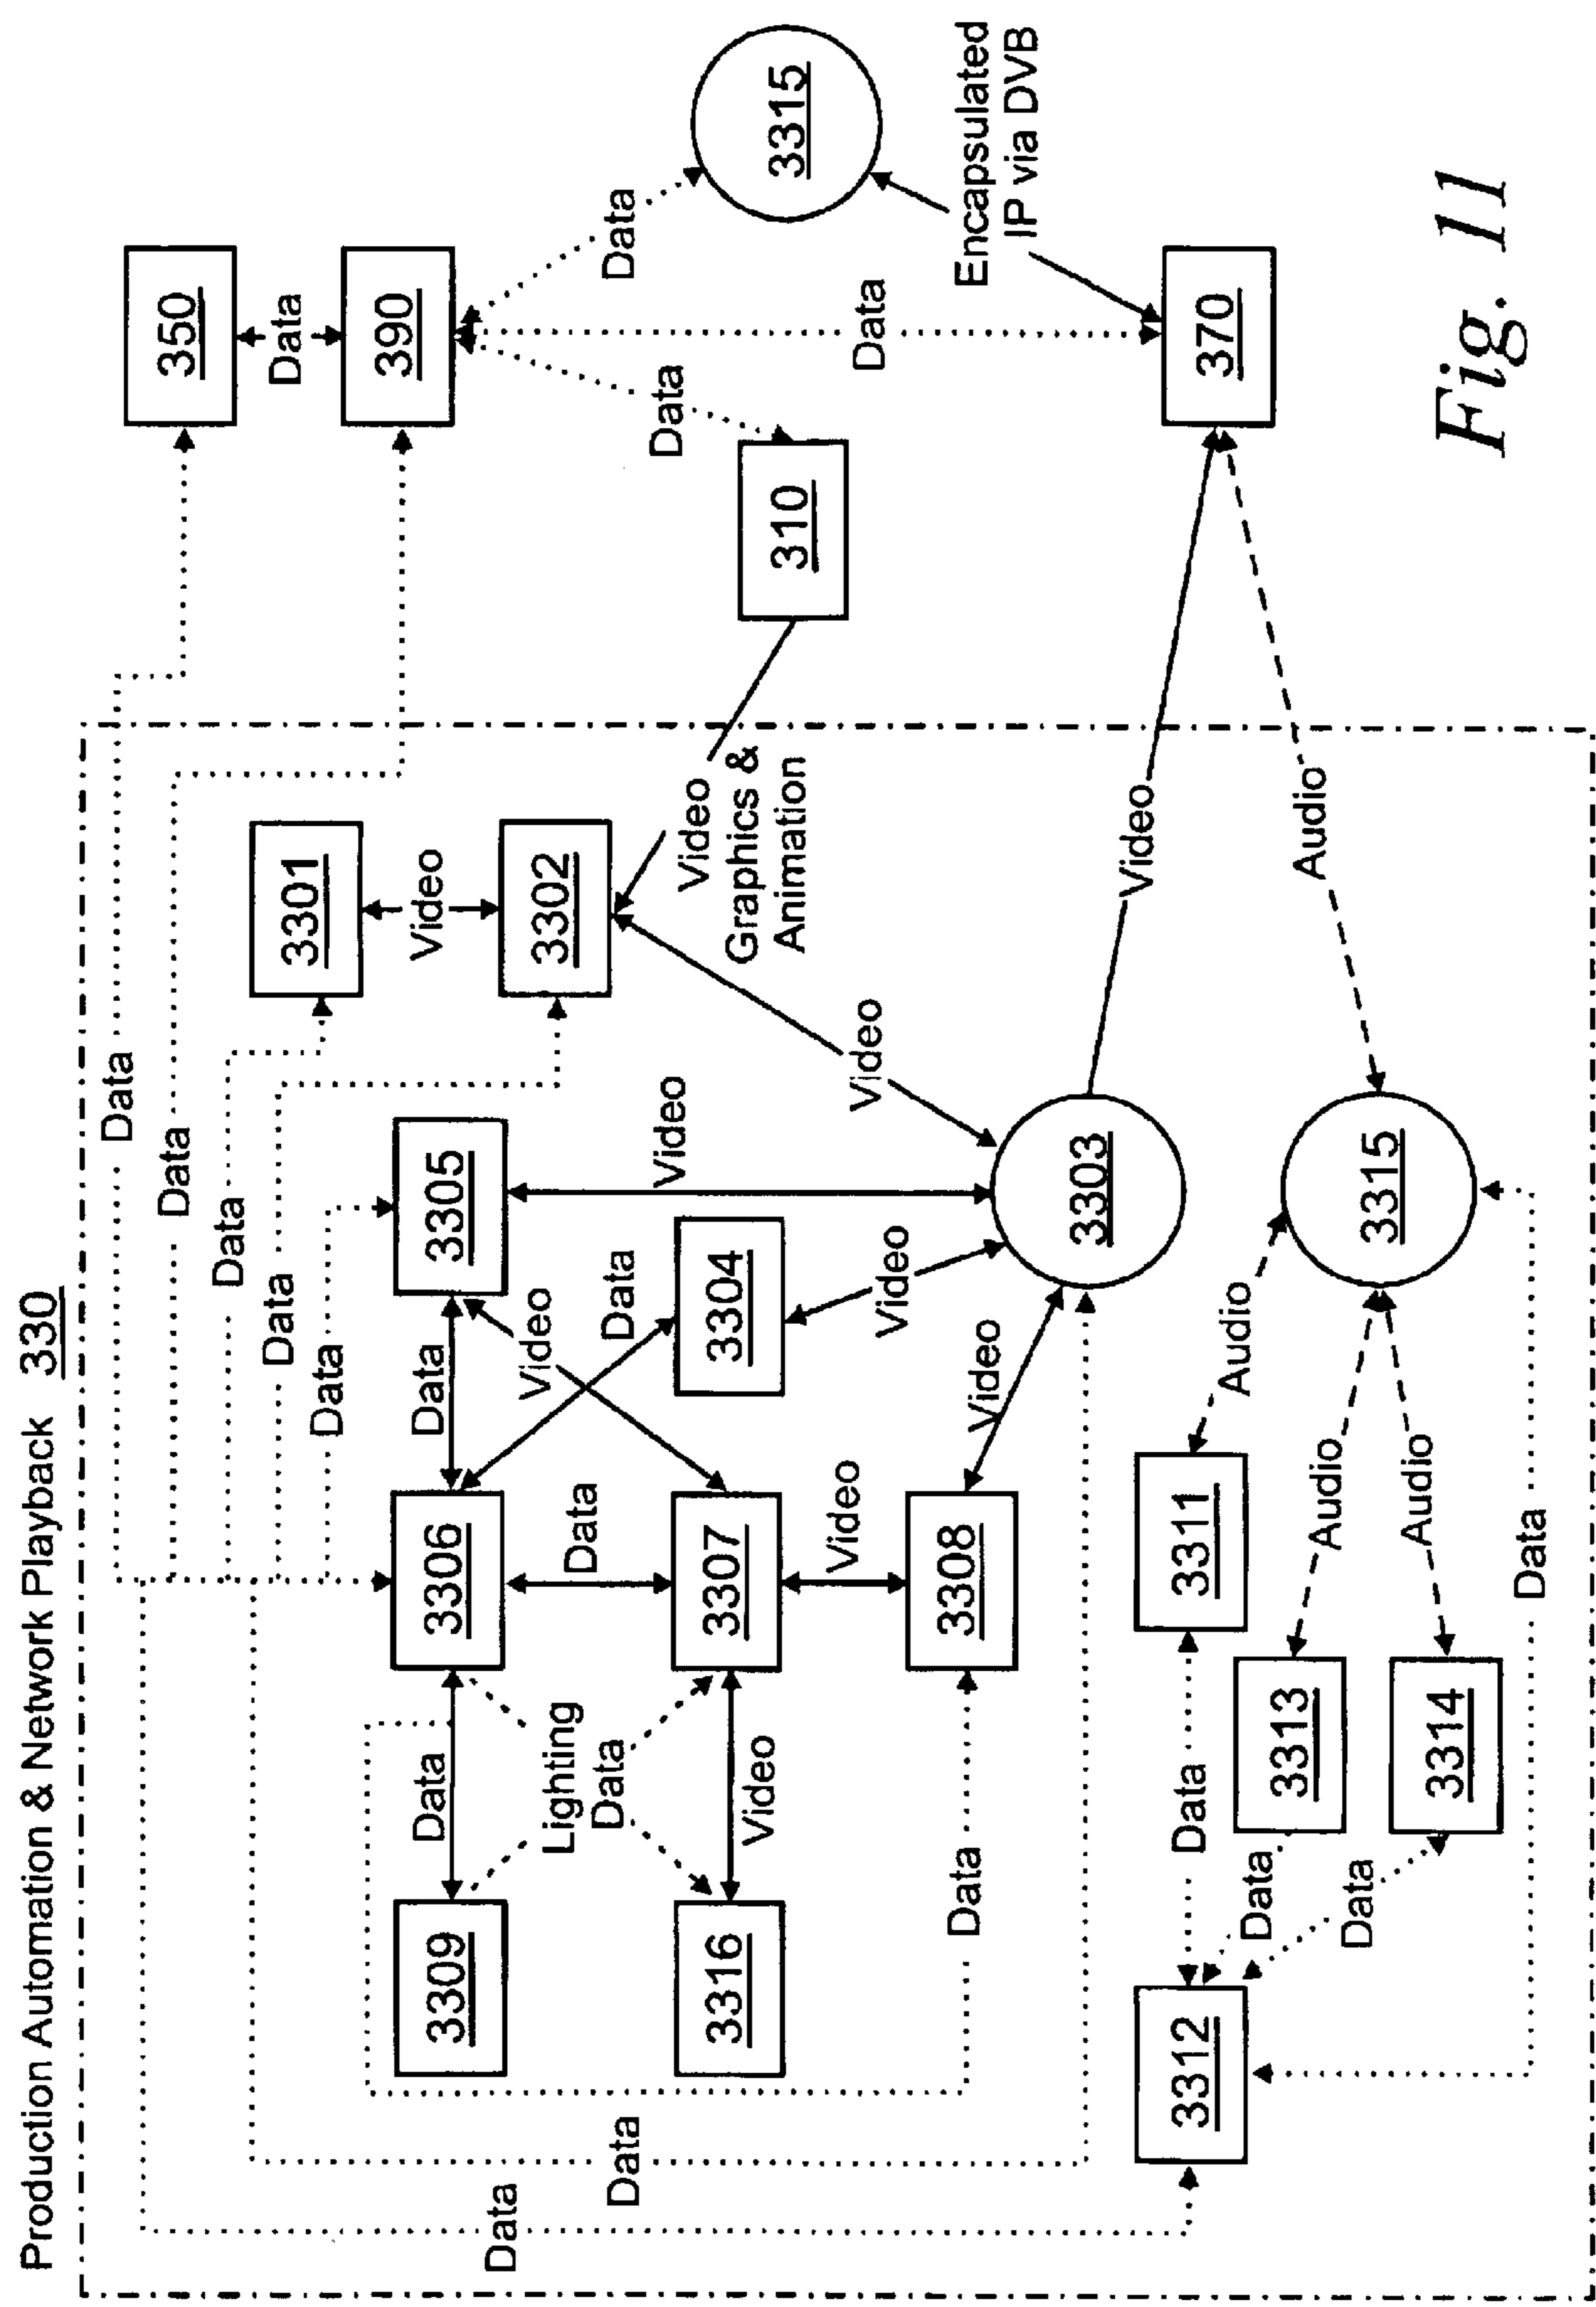 Production Automation & Network Playback 330
Data
Data
Data
Data
Data
350
Data
390
3301
Video
3302
Data
Data
Data
310
3315
Encapsulated
IP via DVB
370
Video
Graphics &
Animation
3305
Video
Video
Data
Video
Data
3304
Video
3303
Video
Audio
3306
Data
3307
Video
3308
Video
3309
Data
Lighting
Data
Video
3316
Data
Data
Data
3311
Audio
3315
Audio
Audio
3313
3314
Data
Data
Data
3312
Data
Fig. 11